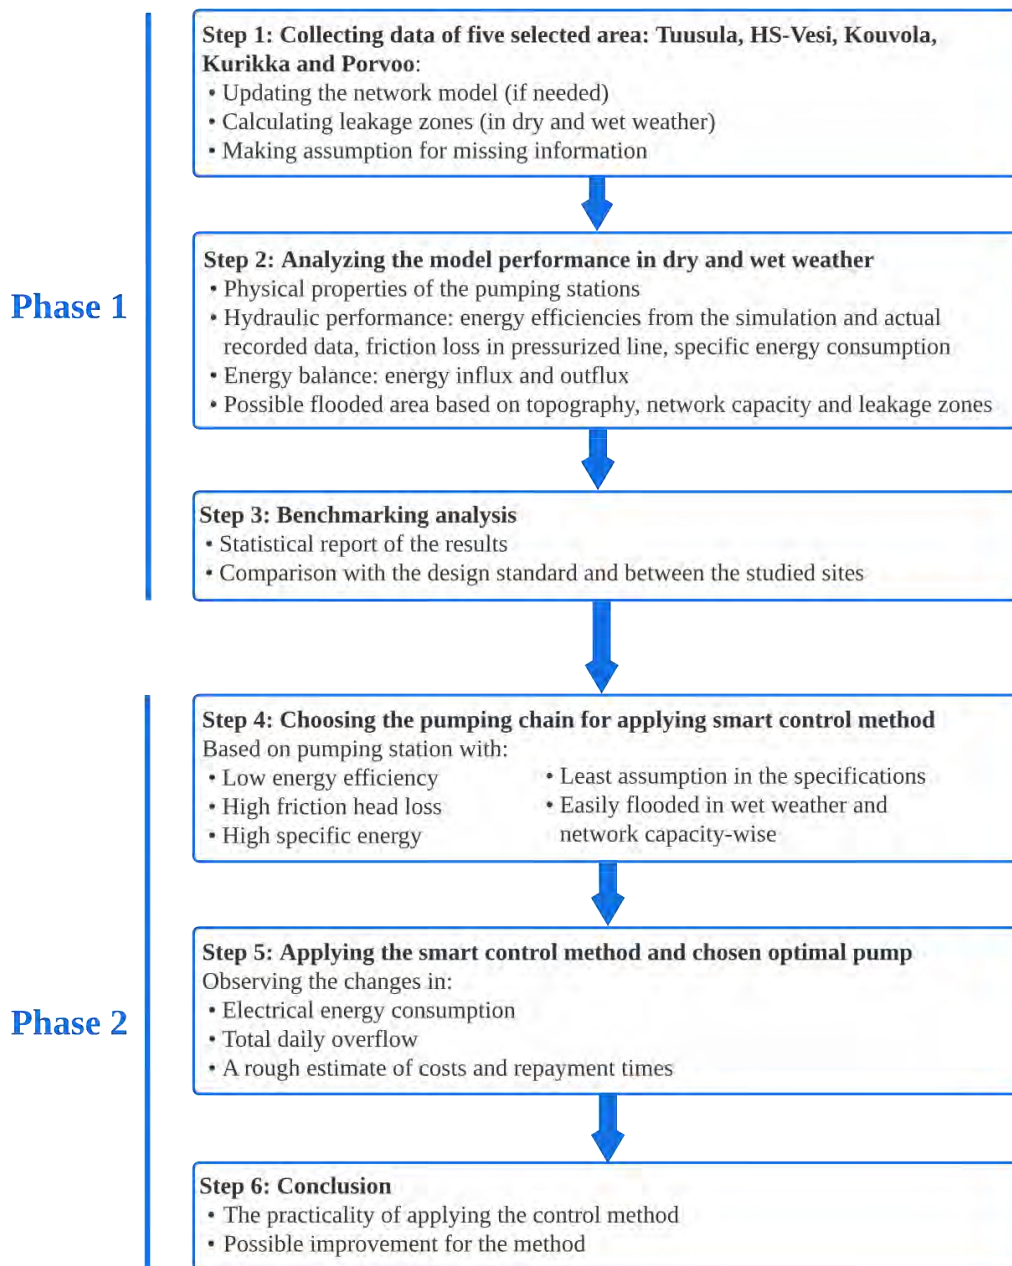 Phase 1
Step 1: Collecting data of five selected area: Tuusula, HS-Vesi, Kouvola,
Kurikka and Porvoo:
• Updating the network model (if needed)
• Calculating leakage zones (in dry and wet weather)
• Making assumption for missing information
Step 2: Analyzing the model performance in dry and wet weather
• Physical properties of the pumping stations
• Hydraulic performance: energy efficiencies from the simulation and actual
recorded data, friction loss in pressurized line, specific energy consumption
• Energy balance: energy influx and outflux
• Possible flooded area based on topography, network capacity and leakage zones
Step 3: Benchmarking analysis
• Statistical report of the results
• Comparison with the design standard and between the studied sites
Phase 2
Step 4: Choosing the pumping chain for applying smart control method
Based on pumping station with:
• Low energy efficiency
• High friction head loss
• High specific energy
• Least assumption in the specifications
• Easily flooded in wet weather and
network capacity-wise
Step 5: Applying the smart control method and chosen optimal pump
Observing the changes in:
• Electrical energy consumption
• Total daily overflow
• A rough estimate of costs and repayment times
Step 6: Conclusion
• The practicality of applying the control method
• Possible improvement for the method